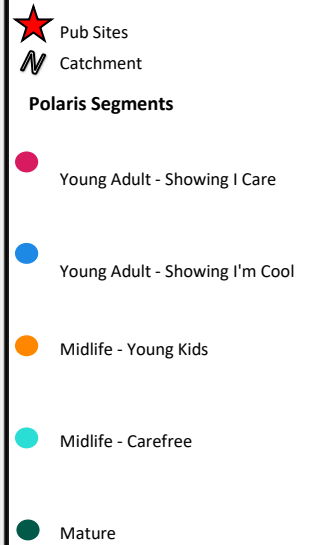 Pub Sites
Catchment
Polaris Segments
Young Adult - Showing I Care
Young Adult - Showing I'm Cool
Midlife - Young Kids
Midlife - Carefree
Mature